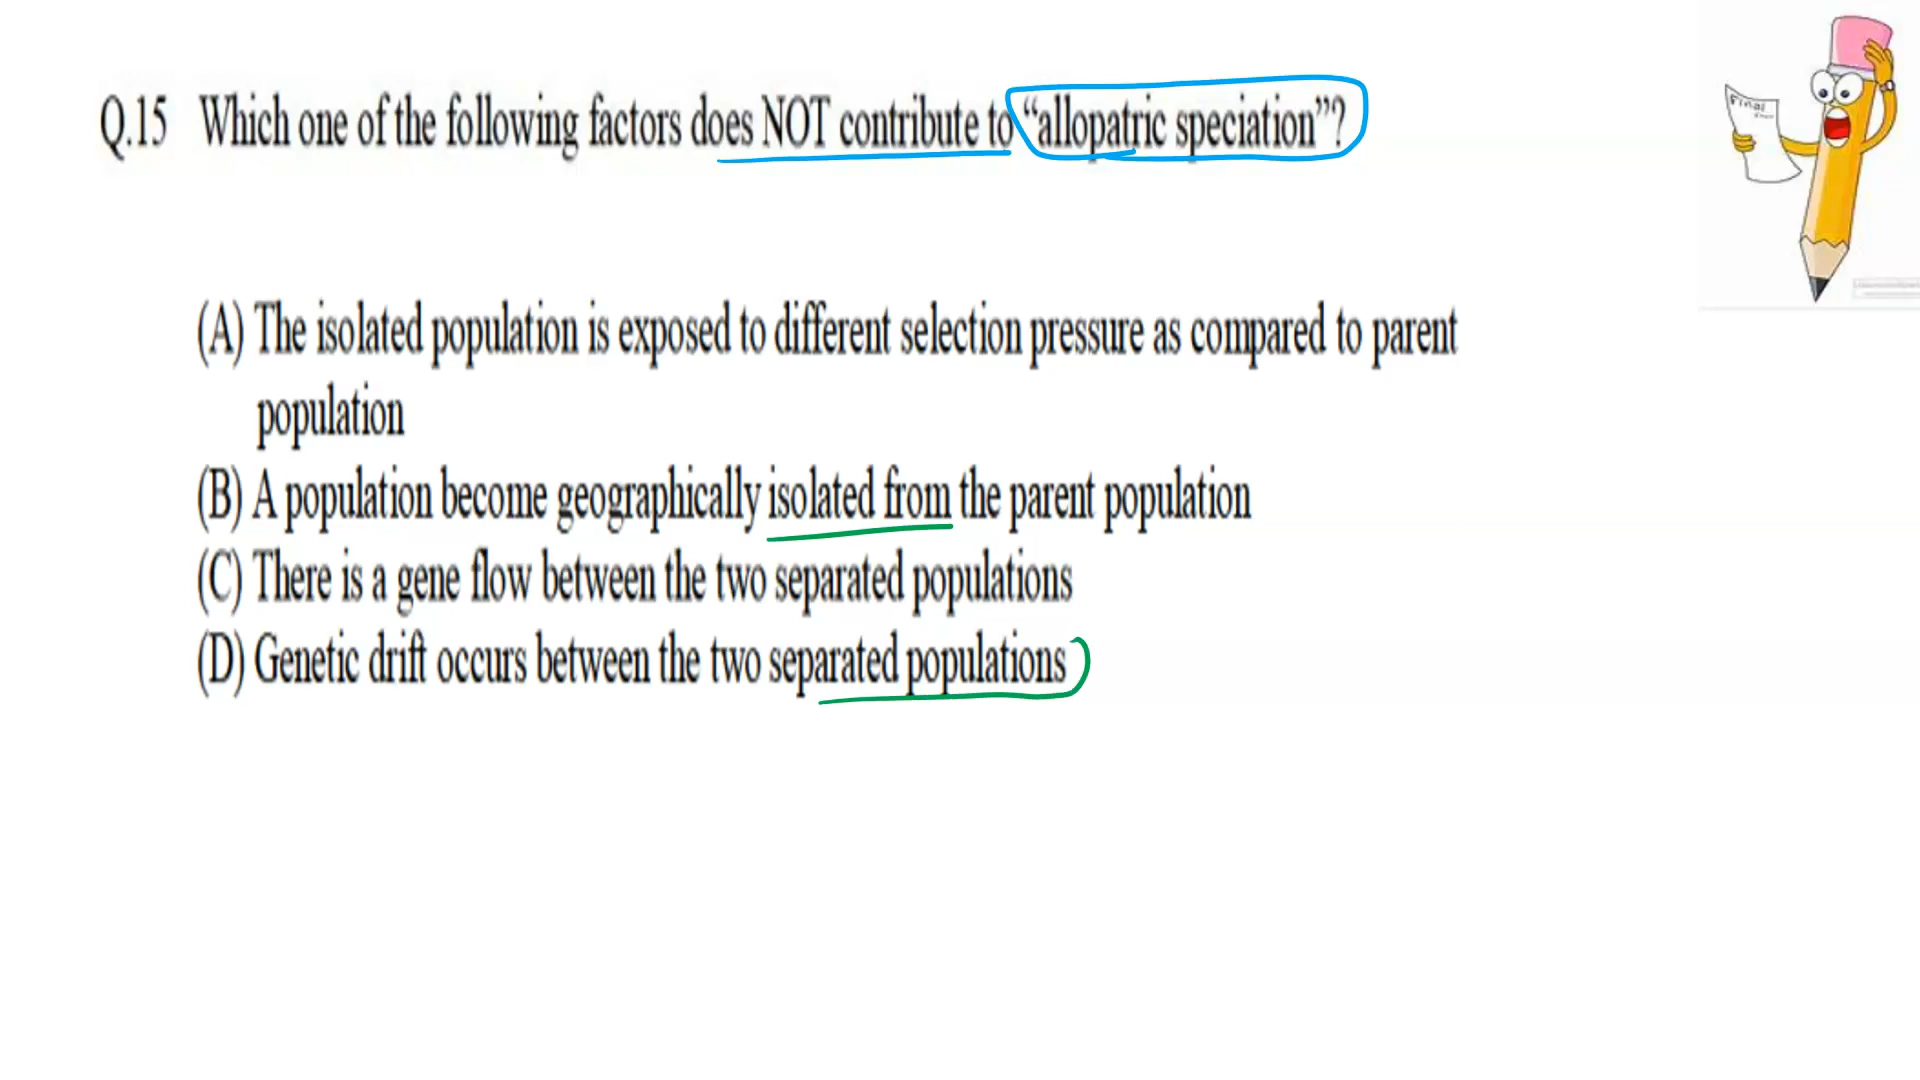 Q.15 Which one of the following factors does NOT contribute to “allopatric speciation”?
Final
(A) The isolated population is exposed to different selection pressure as compared to parent
population
(B) A population become geographically isolated from the parent population
(C) There is a gene flow between the two separated populations
(D) Genetic drift occurs between the two separated populations